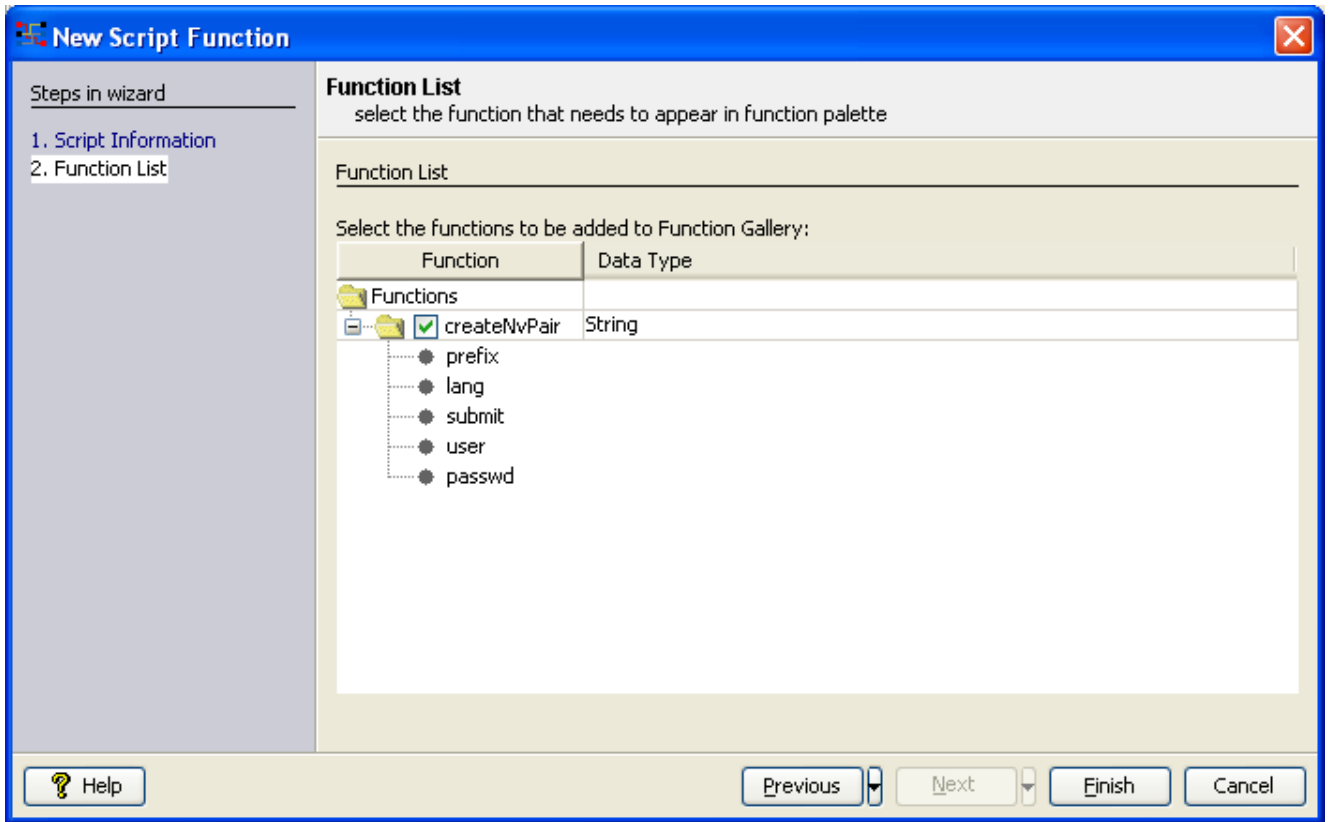 New Script Function
Steps in wizard
1. Script Information
2. Function List
Function List
select the function that needs to appear in function palette
Function List
Select the functions to be added to Function Gallery:
Function Data Type
Functions
createNvPair String
prefix
lang
submit
user
passwd
Help Previous Next Finish Cancel